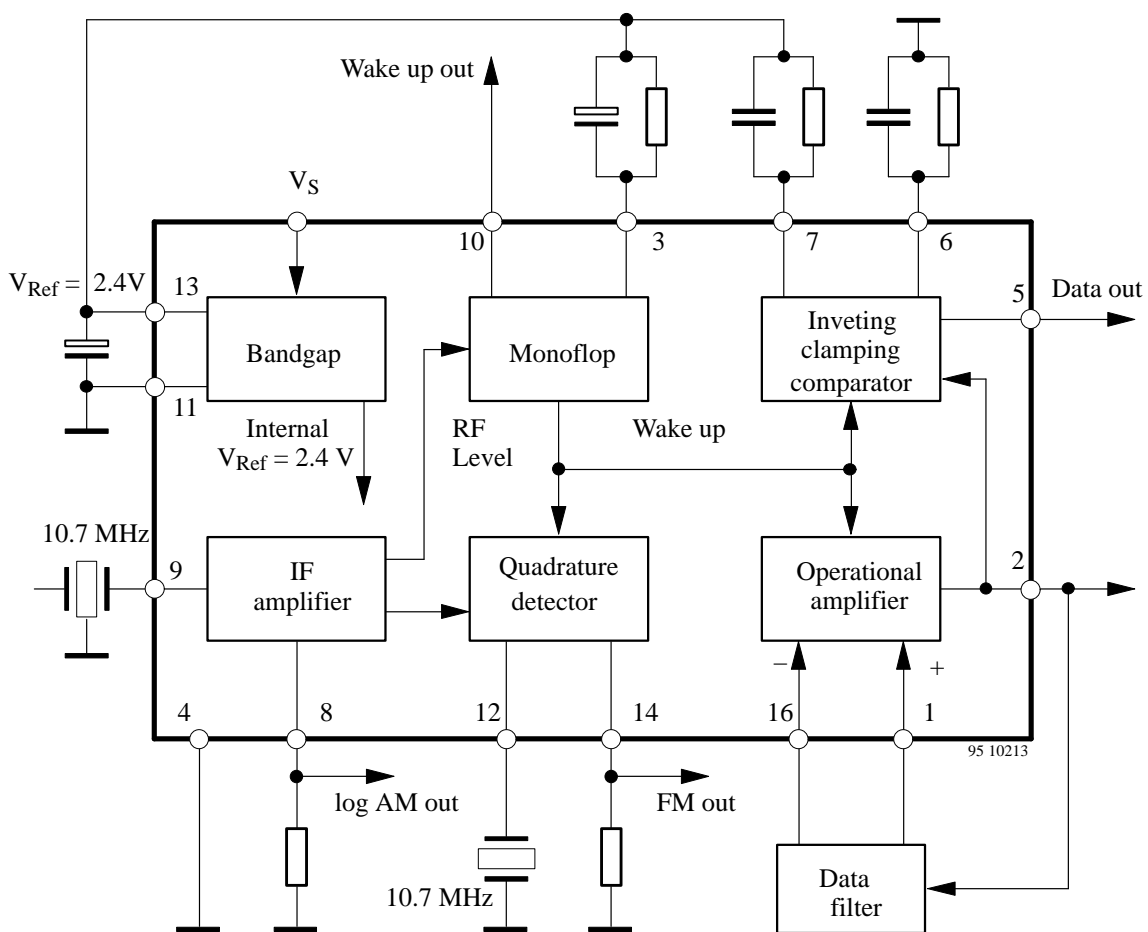 Wake up out
V_S
10
3
7
6
V_Ref = 2.4V
13
5
Data out
Bandgap
Monoflop
Inveting
clamping
comparator
11
Internal
V_Ref = 2.4 V
RF
Level
Wake up
10.7 MHz
9
IF
amplifier
Quadrature
detector
Operational
amplifier
2
−
+
4
8
12
14
16
1
95 10213
log AM out
FM out
10.7 MHz
Data
filter